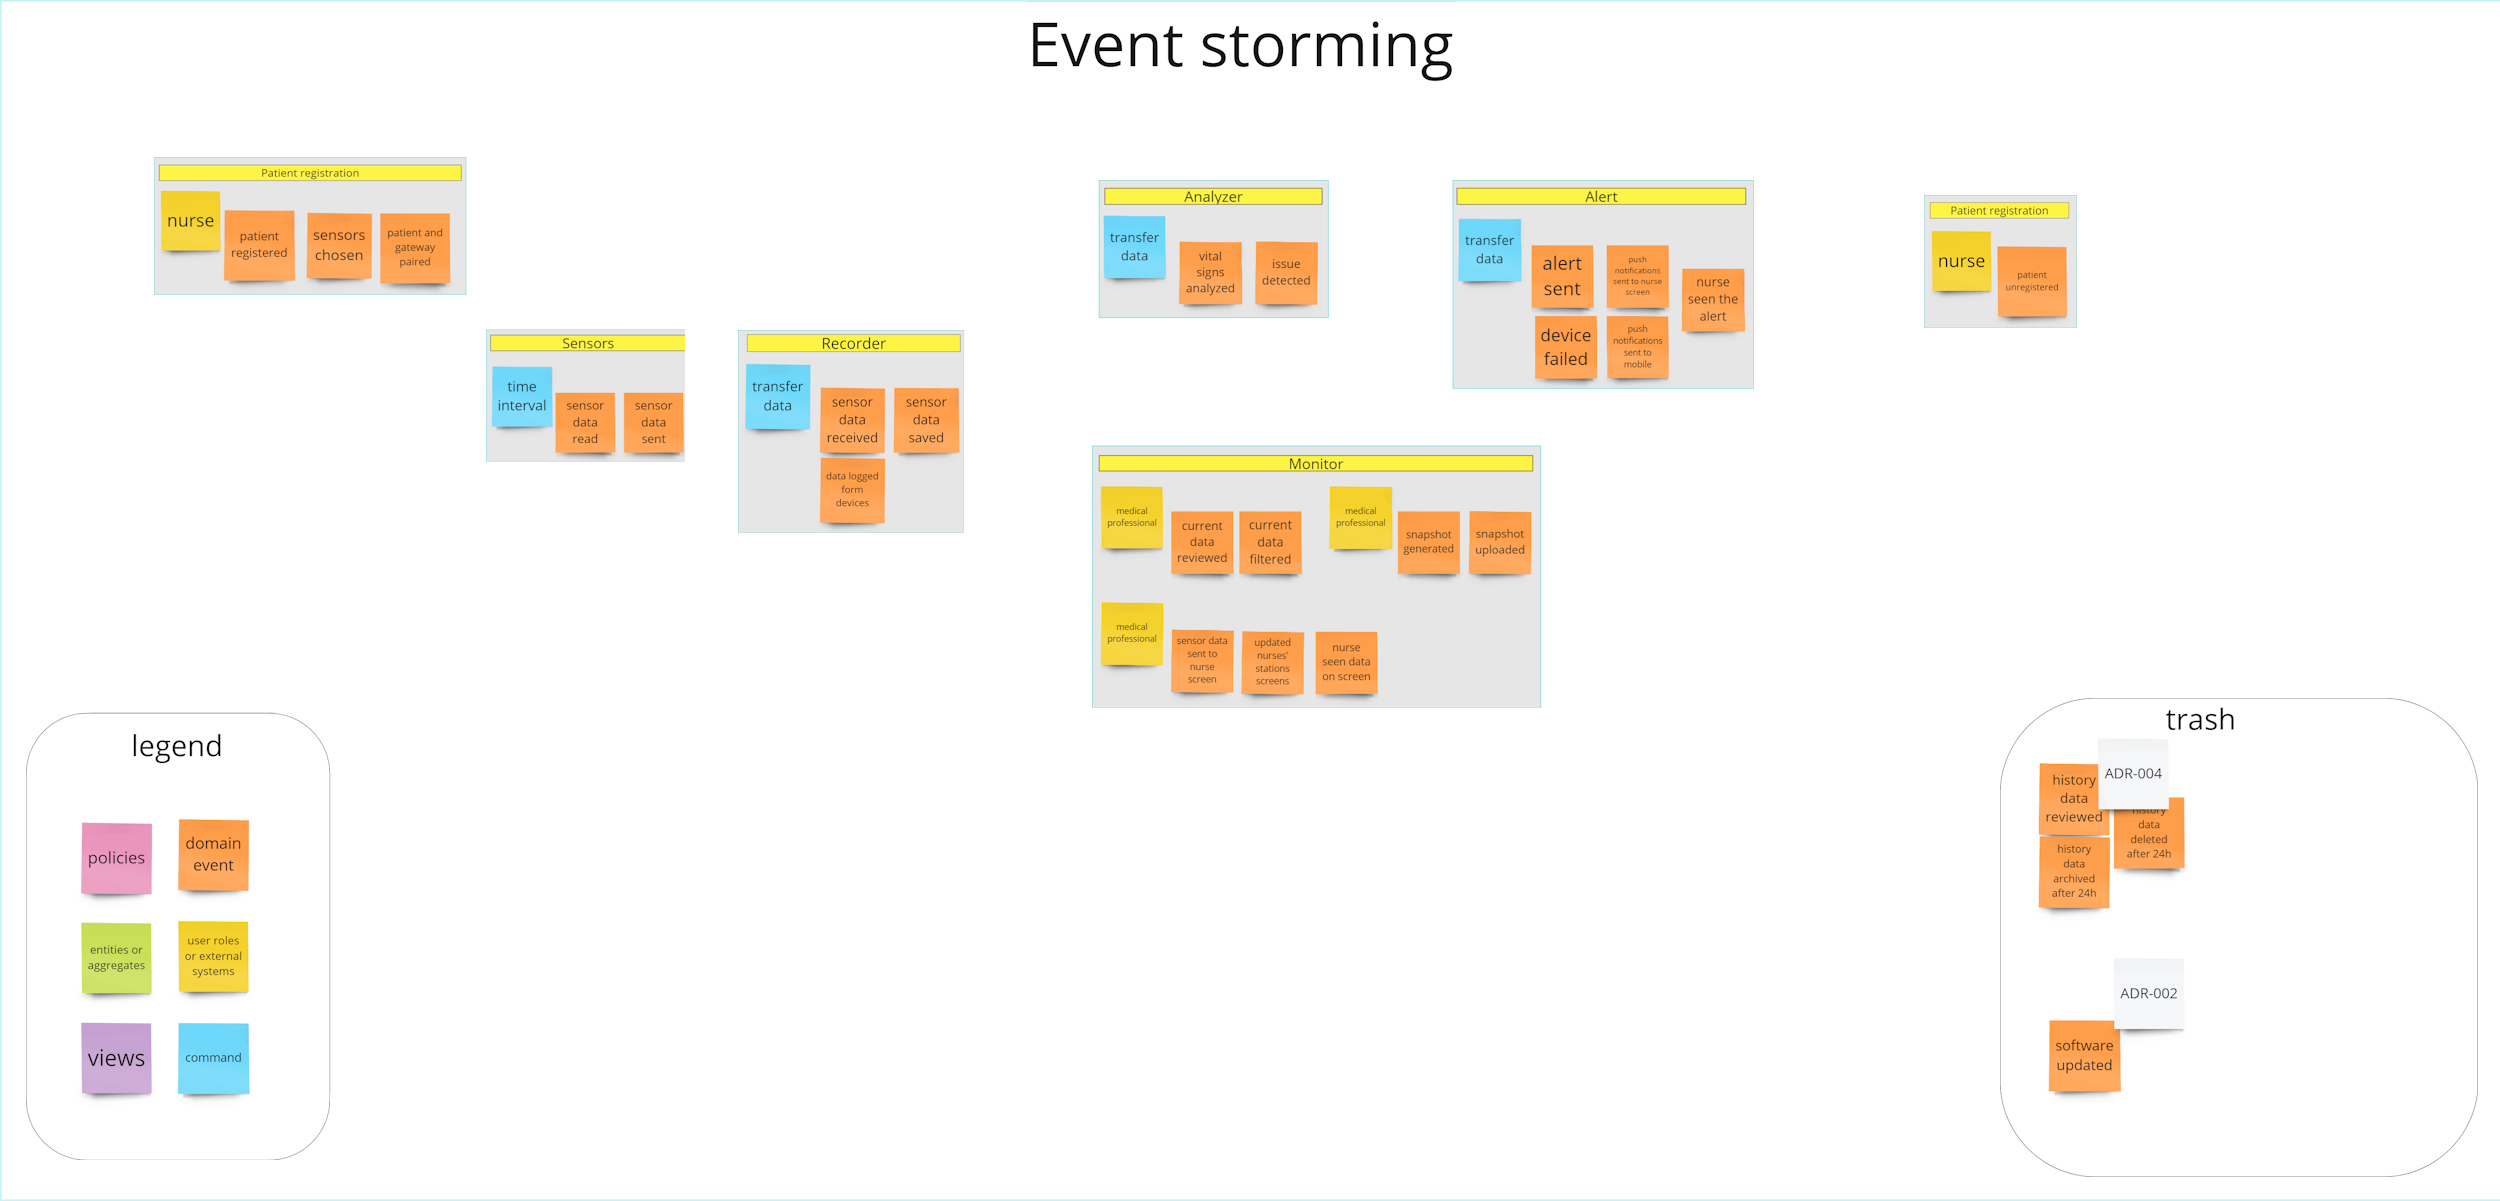 Event storming
Patient registration
nurse
patient
registered
sensors
chosen
patient and
gateway
paired
Sensors
time
interval
sensor
data
read
sensor
data
sent
Recorder
transfer
data
sensor
data
received
sensor
data
saved
data logged
form
devices
Analyzer
transfer
data
vital
signs
analyzed
issue
detected
Alert
transfer
data
alert
sent
push
notifications
sent to nurse
screen
nurse
seen the
alert
device
failed
push
notifications
sent to
mobile
Patient registration
nurse
patient
unregistered
Monitor
medical
professional
current
data
reviewed
current
data
filtered
medical
professional
snapshot
generated
snapshot
uploaded
medical
professional
sensor data
sent to
nurse
screen
updated
nurses'
stations
screens
nurse
seen data
on screen
legend
policies
domain
event
entities or
aggregates
user roles
or external
systems
views
command
trash
ADR-004
history
data
reviewed
history
data
deleted
after 24h
history
data
archived
after 24h
ADR-002
software
updated